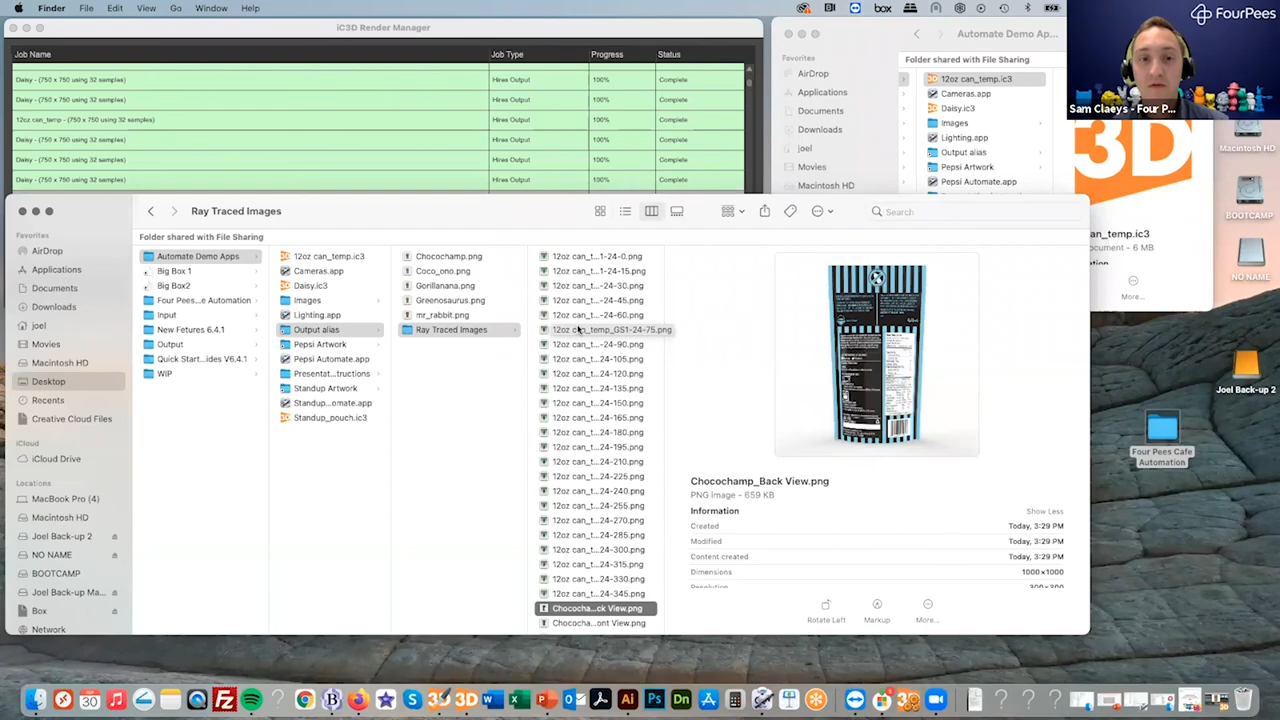 Finder File Edit View Go Window Help
box
iC3D Render Manager
Job Name Job Type Progress Status
Daisy - (750 x 750 using 32 samples) Hires Output 100% Complete
Daisy - (750 x 750 using 32 samples) Hires Output 100% Complete
12oz can_temp - (750 x 750 using 32 samples) Hires Output 100% Complete
Daisy - (750 x 750 using 32 samples) Hires Output 100% Complete
Daisy - (750 x 750 using 32 samples) Hires Output 100% Complete
Daisy - (750 x 750 using 32 samples) Hires Output 100% Complete
Automate Demo Ap...
Favorites
AirDrop
Applications
Documents
Downloads
joel
Movies
Macintosh HD
Folder shared with File Sharing
12oz can_temp.ic3
Cameras.app
Daisy.ic3
Images
Lighting.app
Output alias
Pepsi Artwork
Pepsi Automate.app
FourPees
Sam Claeys - Four P...
3D
an_temp.ic3
ocument - 6 MB
More...
Macintosh HD
BOOTCAMP
NO NAME
Joel Back-up 2
Four Pees Cafe
Automation
Ray Traced Images
Search
Folder shared with File Sharing
Favorites
AirDrop
Applications
Documents
Downloads
joel
Movies
Macintosh HD
Desktop
Recents
Creative Cloud Files
iCloud
iCloud Drive
Locations
MacBook Pro (4)
Macintosh HD
Joel Back-up 2
NO NAME
BOOTCAMP
Joel Back-up Ma...
Box
Network
Automate Demo Apps
Big Box 1
Big Box2
Four Pees...e Automation
Input
New Fetures 6.4.1
Output
Quick Start...ides V6.4.1
WIP
12oz can_temp.ic3
Cameras.app
Daisy.ic3
Images
Lighting.app
Output alias
Pepsi Artwork
Pepsi Automate.app
Presentat...tructions
Standup Artwork
Standup...omate.app
Standup_pouch.ic3
Chocochamp.png
Coco_ono.png
Gorillanana.png
Greenosaurus.png
mr_rabbit.png
Ray Traced Images
12oz can_t...1-24-0.png
12oz can_t...-24-15.png
12oz can_t...-24-30.png
12oz can_t...-24-45.png
12oz can_t...-24-60.png
12oz can_temp_GS1-24-75.png
12oz can_t...-24-90.png
12oz can_t...24-105.png
12oz can_t...24-120.png
12oz can_t...24-135.png
12oz can_t...24-150.png
12oz can_t...24-165.png
12oz can_t...24-180.png
12oz can_t...24-195.png
12oz can_t...24-210.png
12oz can_t...24-225.png
12oz can_t...24-240.png
12oz can_t...24-255.png
12oz can_t...24-270.png
12oz can_t...24-285.png
12oz can_t...24-300.png
12oz can_t...24-315.png
12oz can_t...24-330.png
12oz can_t...24-345.png
Chococha...ck View.png
Chococha...ont View.png
Chocochamp_Back View.png
PNG image - 659 KB
Information Show Less
Created Today, 3:29 PM
Modified Today, 3:29 PM
Content created Today, 3:29 PM
Dimensions 1000×1000
Resolution 300×300
Rotate Left Markup More...
SEP
30
3D
3D
Ai
Ps
Dn